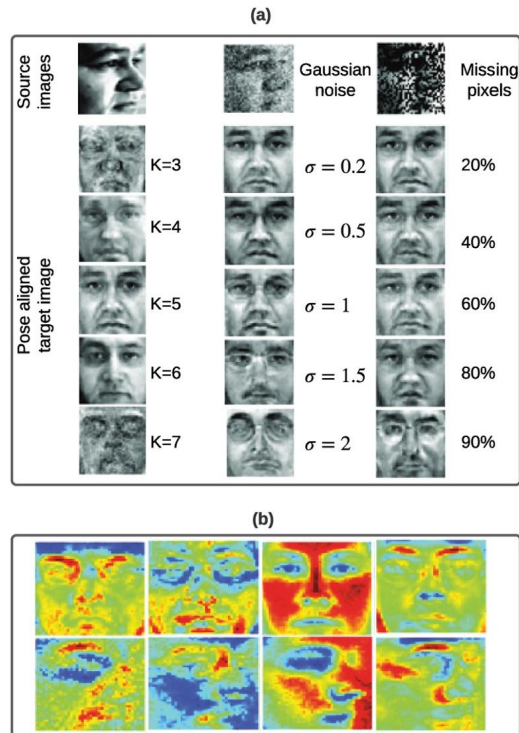 (a)
Source images
Gaussian noise
Missing pixels
Pose aligned target image
K=3
σ = 0.2
20%
K=4
σ = 0.5
40%
K=5
σ = 1
60%
K=6
σ = 1.5
80%
K=7
σ = 2
90%
(b)